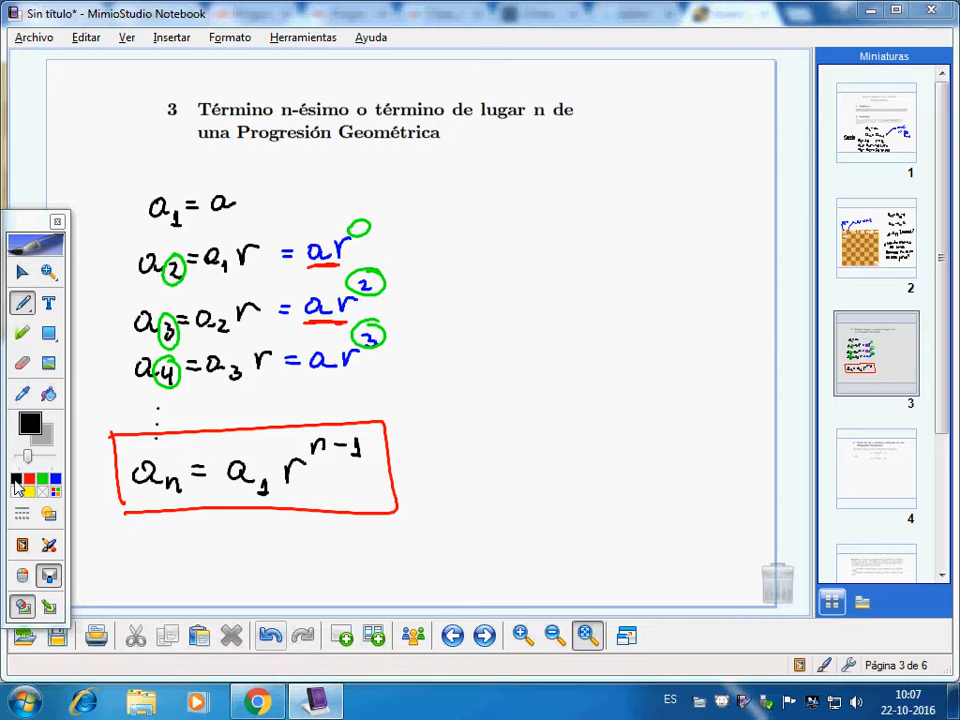 Sin título* - MimioStudio Notebook
Archivo Editar Ver Insertar Formato Herramientas Ayuda
Miniaturas
3 Término n-ésimo o término de lugar n de
una Progresión Geométrica
a₁ = a
a₂ = a₁ r = ar
a₃ = a₂ r = ar²
a₄ = a₃ r = ar³
aₙ = a₁ rⁿ⁻¹
1
2
3
4
Página 3 de 6
ES
10:07
22-10-2016